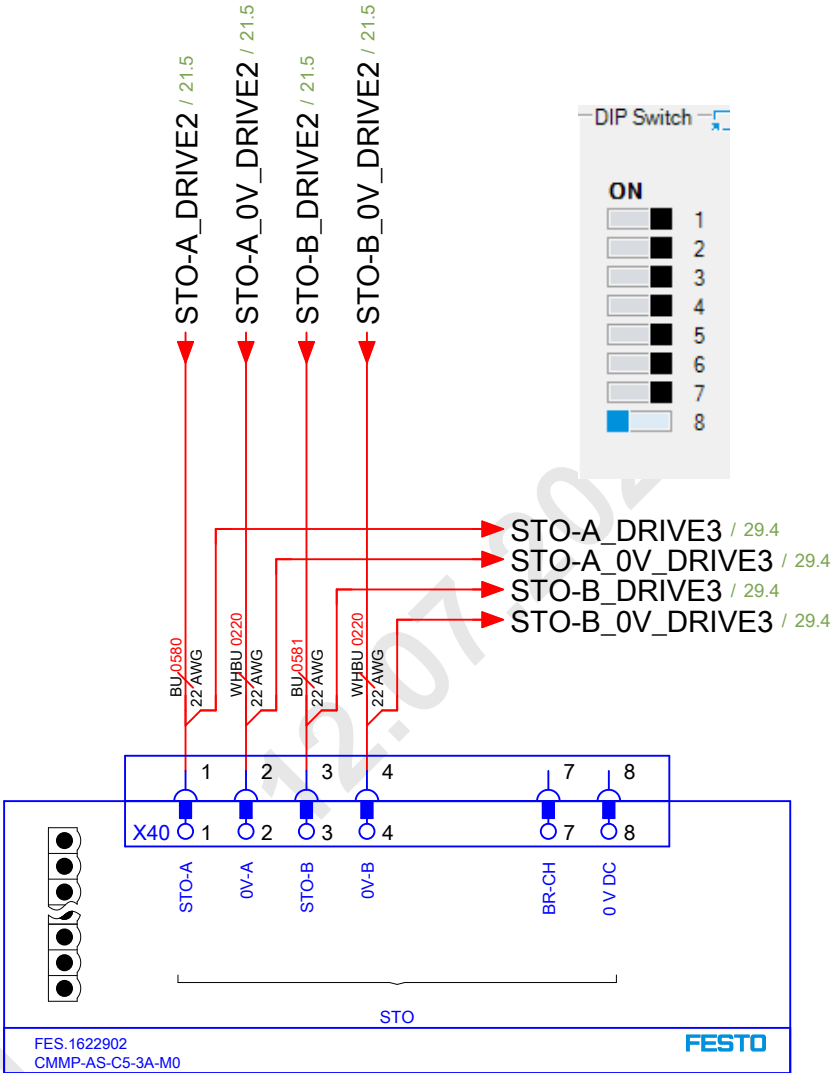 STO-A_DRIVE2 / 21.5
STO-A_0V_DRIVE2 / 21.5
STO-B_DRIVE2 / 21.5
STO-B_0V_DRIVE2 / 21.5
DIP Switch
ON
1
2
3
4
5
6
7
8
STO-A_DRIVE3 / 29.4
STO-A_0V_DRIVE3 / 29.4
STO-B_DRIVE3 / 29.4
STO-B_0V_DRIVE3 / 29.4
BU 0580
22 AWG
WHBU 0220
22 AWG
BU 0581
22 AWG
WHBU 0220
22 AWG
12.07.202
1 2 3 4 7 8
X40 1 2 3 4 7 8
STO-A
0V-A
STO-B
0V-B
BR-CH
0 V DC
STO
FES.1622902
CMMP-AS-C5-3A-M0
FESTO